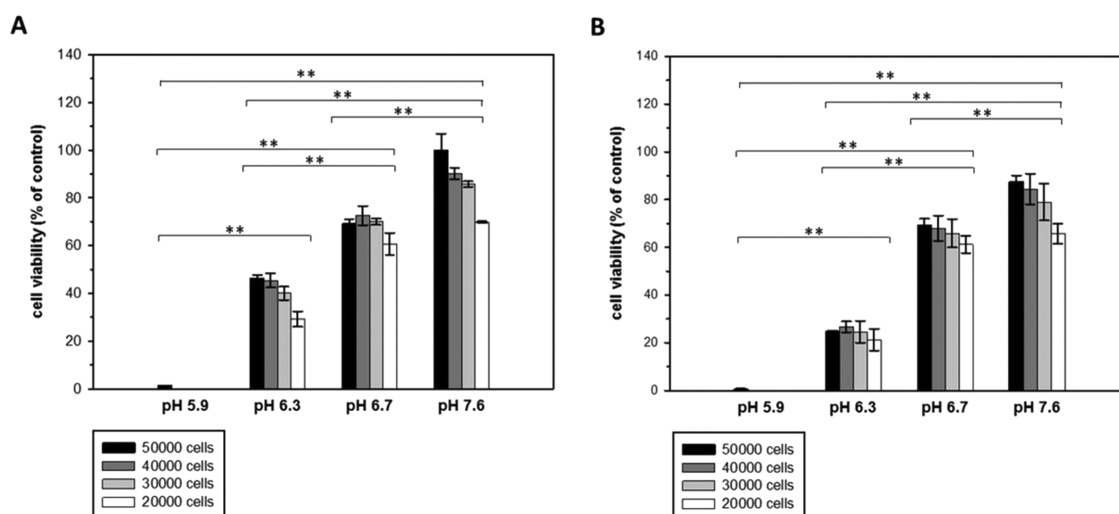 A
cell viability (% of control)
140
120
100
80
60
40
20
0
**
**
**
**
**
**
pH 5.9
pH 6.3
pH 6.7
pH 7.6
50000 cells
40000 cells
30000 cells
20000 cells
B
cell viability (% of control)
140
120
100
80
60
40
20
0
**
**
**
**
**
**
pH 5.9
pH 6.3
pH 6.7
pH 7.6
50000 cells
40000 cells
30000 cells
20000 cells